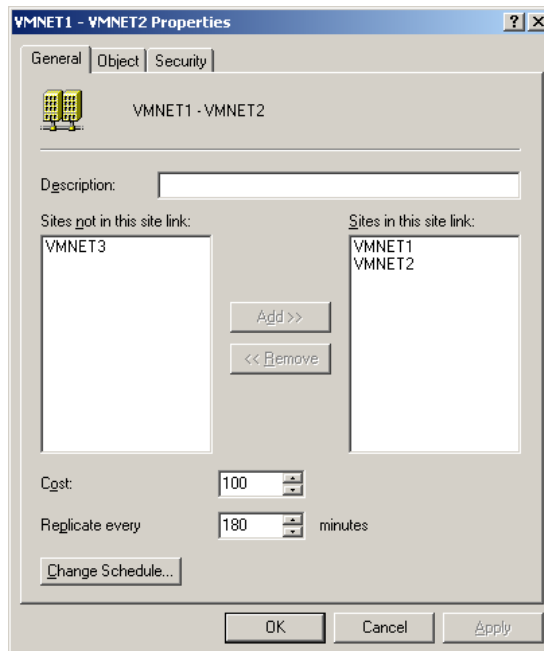 VMNET1 - VMNET2 Properties
General Object Security
VMNET1 - VMNET2
Description:
Sites not in this site link: Sites in this site link:
VMNET3 VMNET1
VMNET2
Add >>
<< Remove
Cost: 100
Replicate every 180 minutes
Change Schedule...
OK Cancel Apply